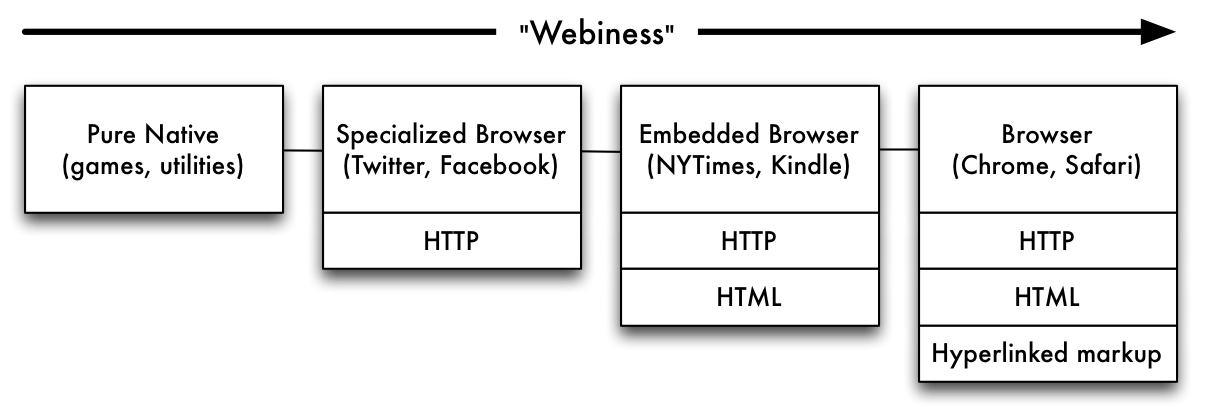 "Webiness"
Pure Native
(games, utilities)
Specialized Browser
(Twitter, Facebook)
HTTP
Embedded Browser
(NYTimes, Kindle)
HTTP
HTML
Browser
(Chrome, Safari)
HTTP
HTML
Hyperlinked markup